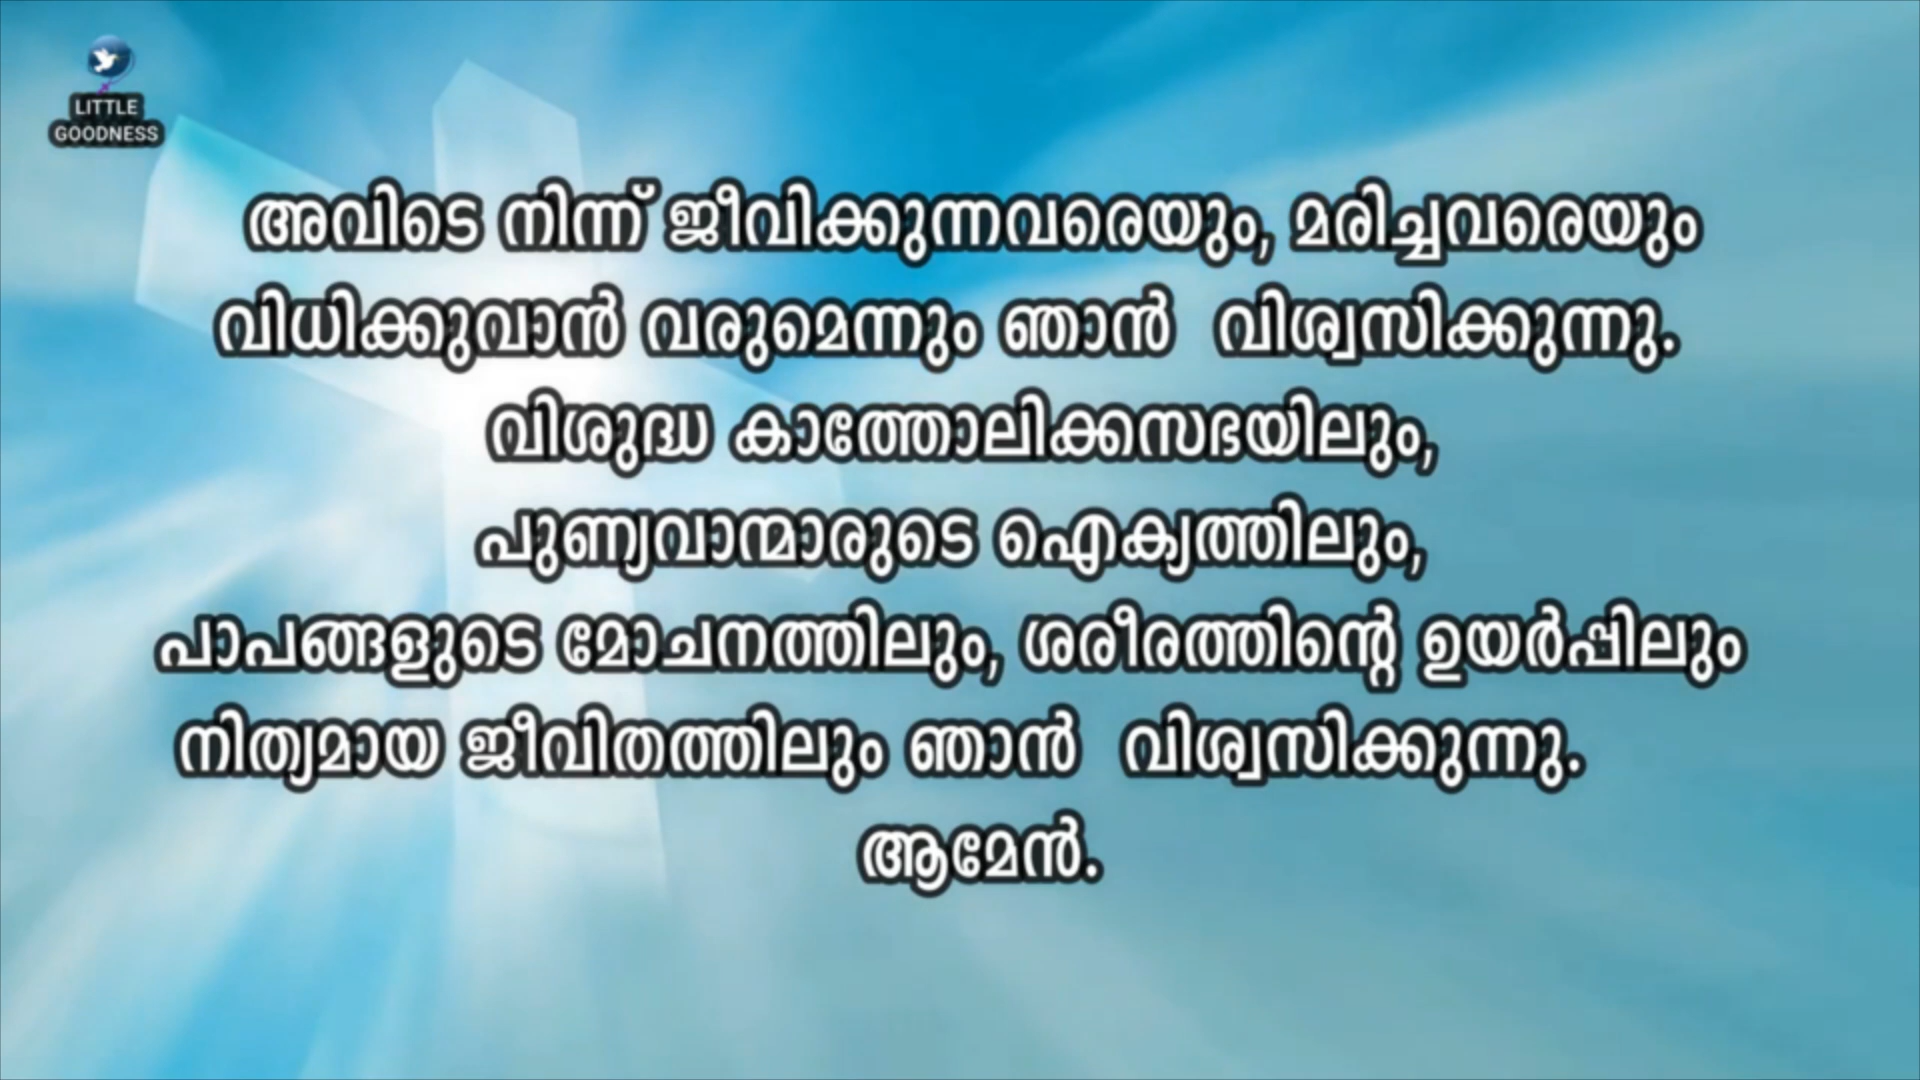 LITTLE
GOODNESS
അവിടെ നിന്ന് ജീവിക്കുന്നവരെയും, മരിച്ചവരെയും
വിധിക്കുവാൻ വരുമെന്നും ഞാൻ വിശ്വസിക്കുന്നു.
വിശുദ്ധ കാത്തോലിക്കസഭയിലും,
പുണ്യവാന്മാരുടെ ഐക്യത്തിലും,
പാപങ്ങളുടെ മോചനത്തിലും, ശരീരത്തിന്റെ ഉയർപ്പിലും
നിത്യമായ ജീവിതത്തിലും ഞാൻ വിശ്വസിക്കുന്നു.
ആമേൻ.